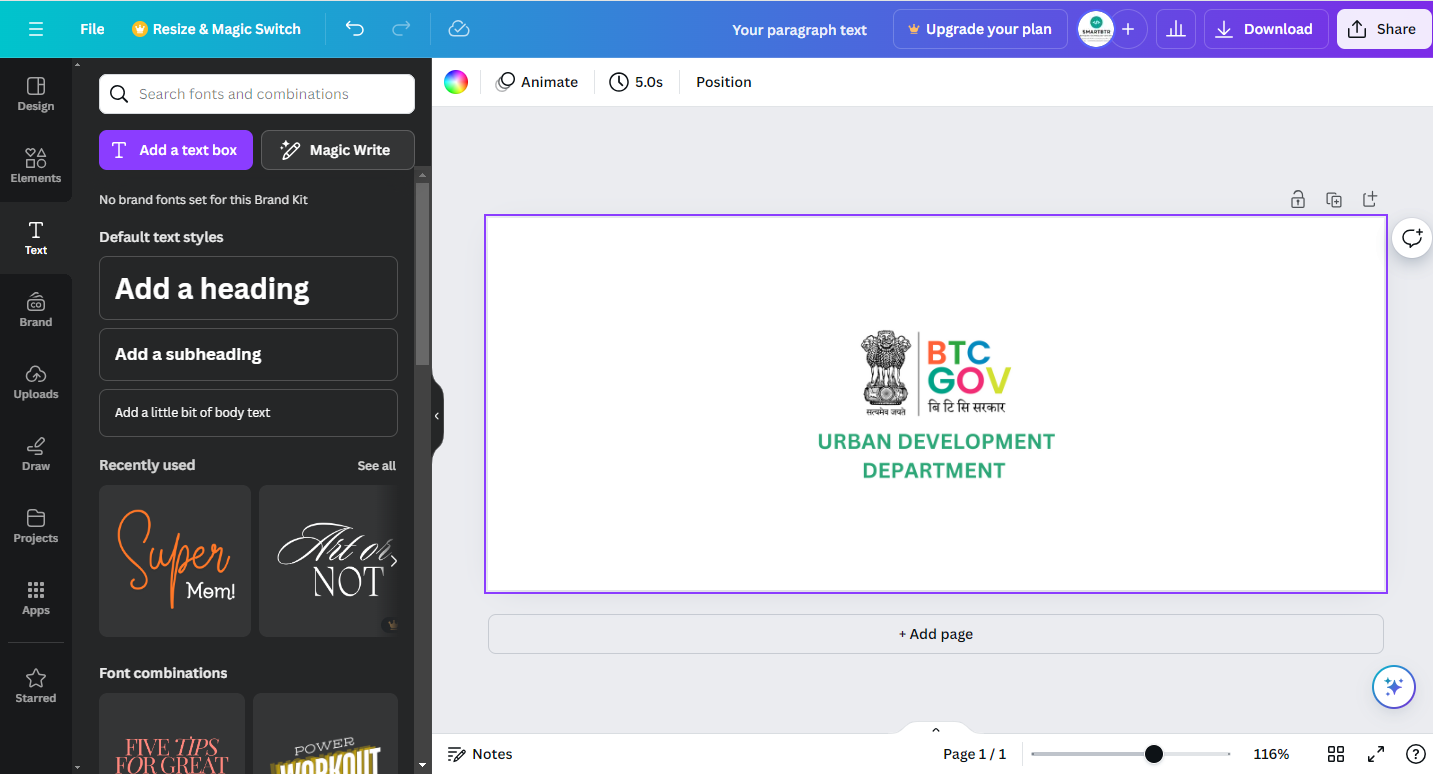 File
Resize & Magic Switch
Your paragraph text
Upgrade your plan
SMARTBTR
Download
Share
Design
Elements
Text
Brand
Uploads
Draw
Projects
Apps
Starred
Search fonts and combinations
Add a text box
Magic Write
No brand fonts set for this Brand Kit
Default text styles
Add a heading
Add a subheading
Add a little bit of body text
Recently used
See all
Super
Mom!
Art or
NOT
Font combinations
FIVE TIPS
FOR GREAT
POWER
WORKOUT
Animate
5.0s
Position
सत्यमेव जयते
BTC
GOV
बि टि सि सरकार
URBAN DEVELOPMENT
DEPARTMENT
+ Add page
Notes
Page 1 / 1
116%